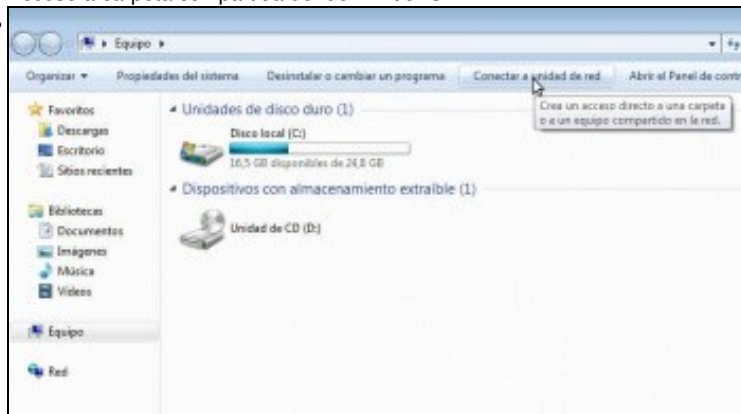 Equipo
Organizar Propiedades del sistema Desinstalar o cambiar un programa Conectar a unidad de red Abrir el Panel de contr
Crea un acceso directo a una carpeta
o a un equipo compartido en la red.
Favoritos
Descargas
Escritorio
Sitios recientes
Bibliotecas
Documentos
Imágenes
Música
Vídeos
Equipo
Red
Unidades de disco duro (1)
Disco local (C:)
16,5 GB disponibles de 24,8 GB
Dispositivos con almacenamiento extraíble (1)
Unidad de CD (D:)